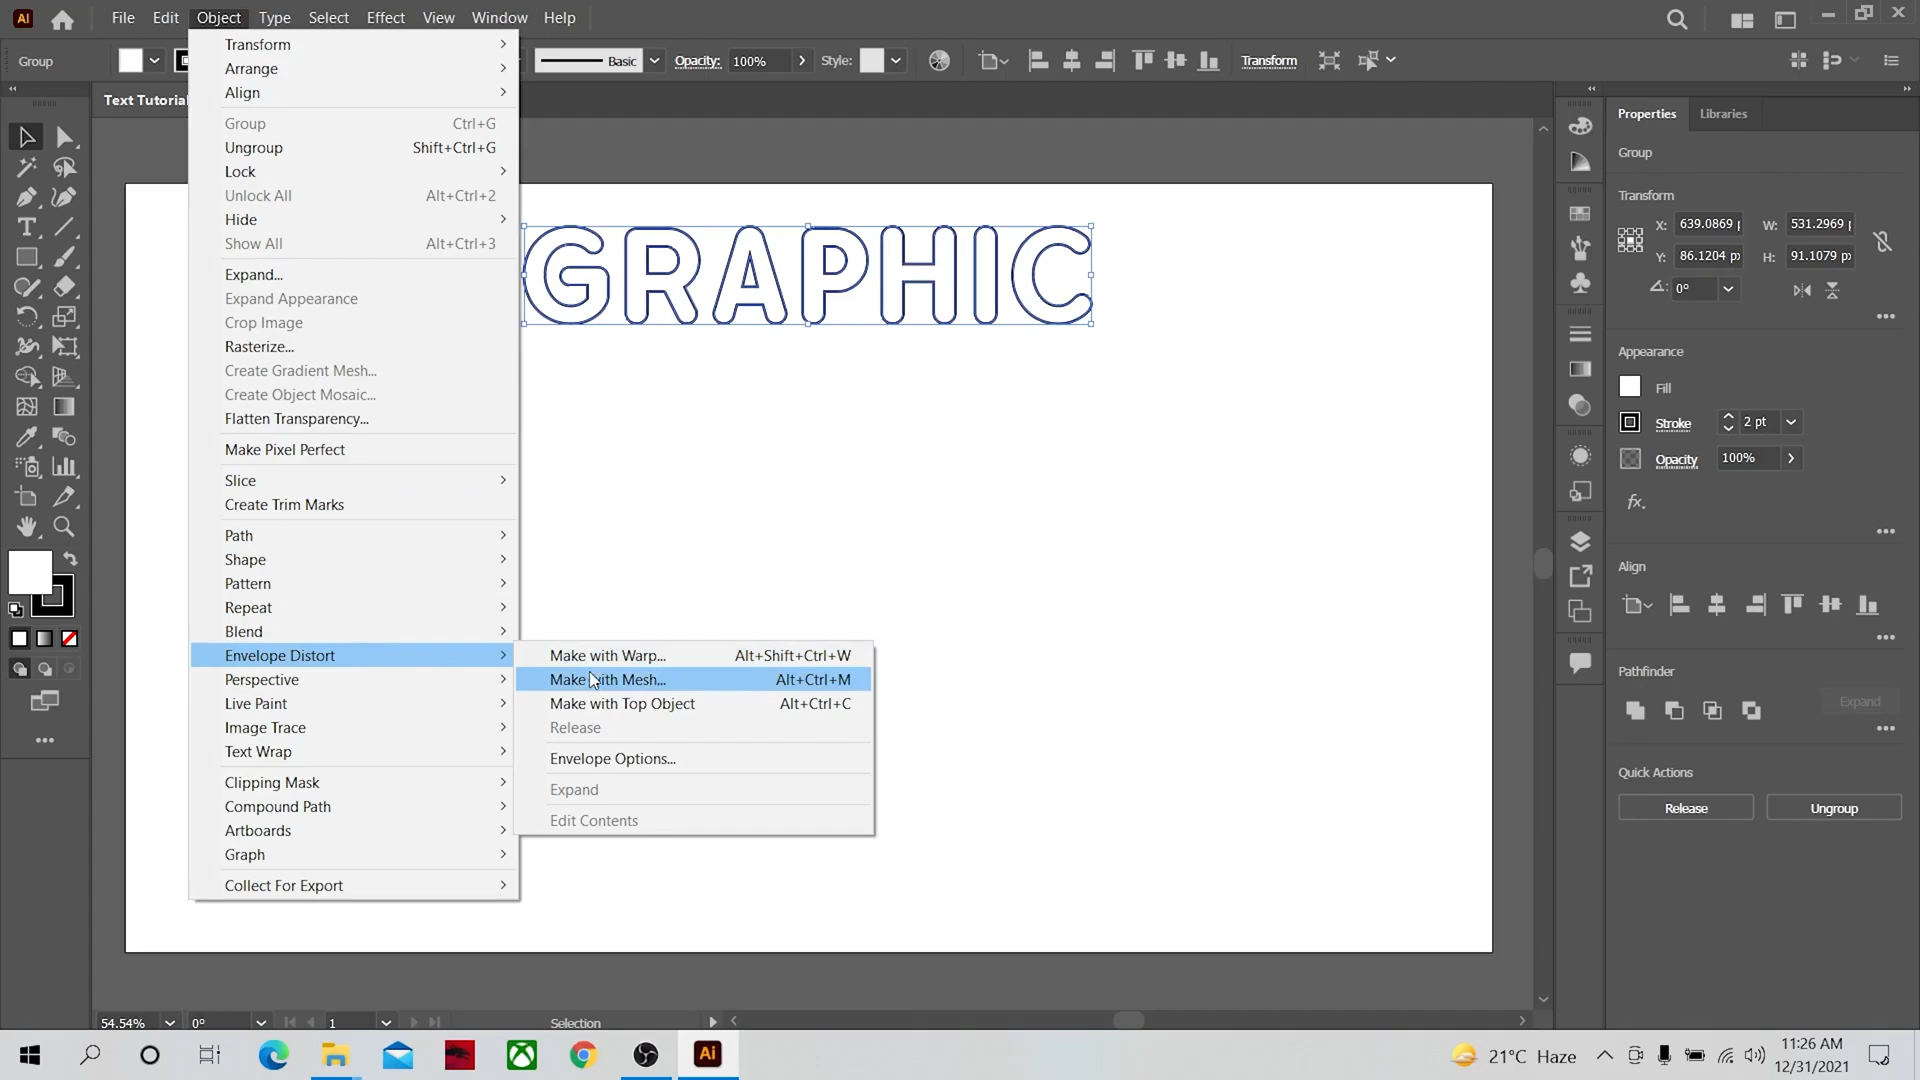 Ai File Edit Object Type Select Effect View Window Help
Group Basic Opacity: 100% Style: Transform
Text Tutorial
Transform
Arrange
Align
Group Ctrl+G
Ungroup Shift+Ctrl+G
Lock
Unlock All Alt+Ctrl+2
Hide
Show All Alt+Ctrl+3
Expand...
Expand Appearance
Crop Image
Rasterize...
Create Gradient Mesh...
Create Object Mosaic...
Flatten Transparency...
Make Pixel Perfect
Slice
Create Trim Marks
Path
Shape
Pattern
Repeat
Blend
Envelope Distort
Perspective
Live Paint
Image Trace
Text Wrap
Clipping Mask
Compound Path
Artboards
Graph
Collect For Export
Make with Warp... Alt+Shift+Ctrl+W
Make with Mesh... Alt+Ctrl+M
Make with Top Object Alt+Ctrl+C
Release
Envelope Options...
Expand
Edit Contents
GRAPHIC
Properties Libraries
Group
Transform
X: 639.0869 W: 531.2969
Y: 86.1204 px H: 91.1079 px
0°
Appearance
Fill
Stroke 2 pt
Opacity 100%
fx.
Align
Pathfinder
Expand
Quick Actions
Release Ungroup
54.54% 0° 1 Selection
Ai
21°C Haze
11:26 AM
12/31/2021